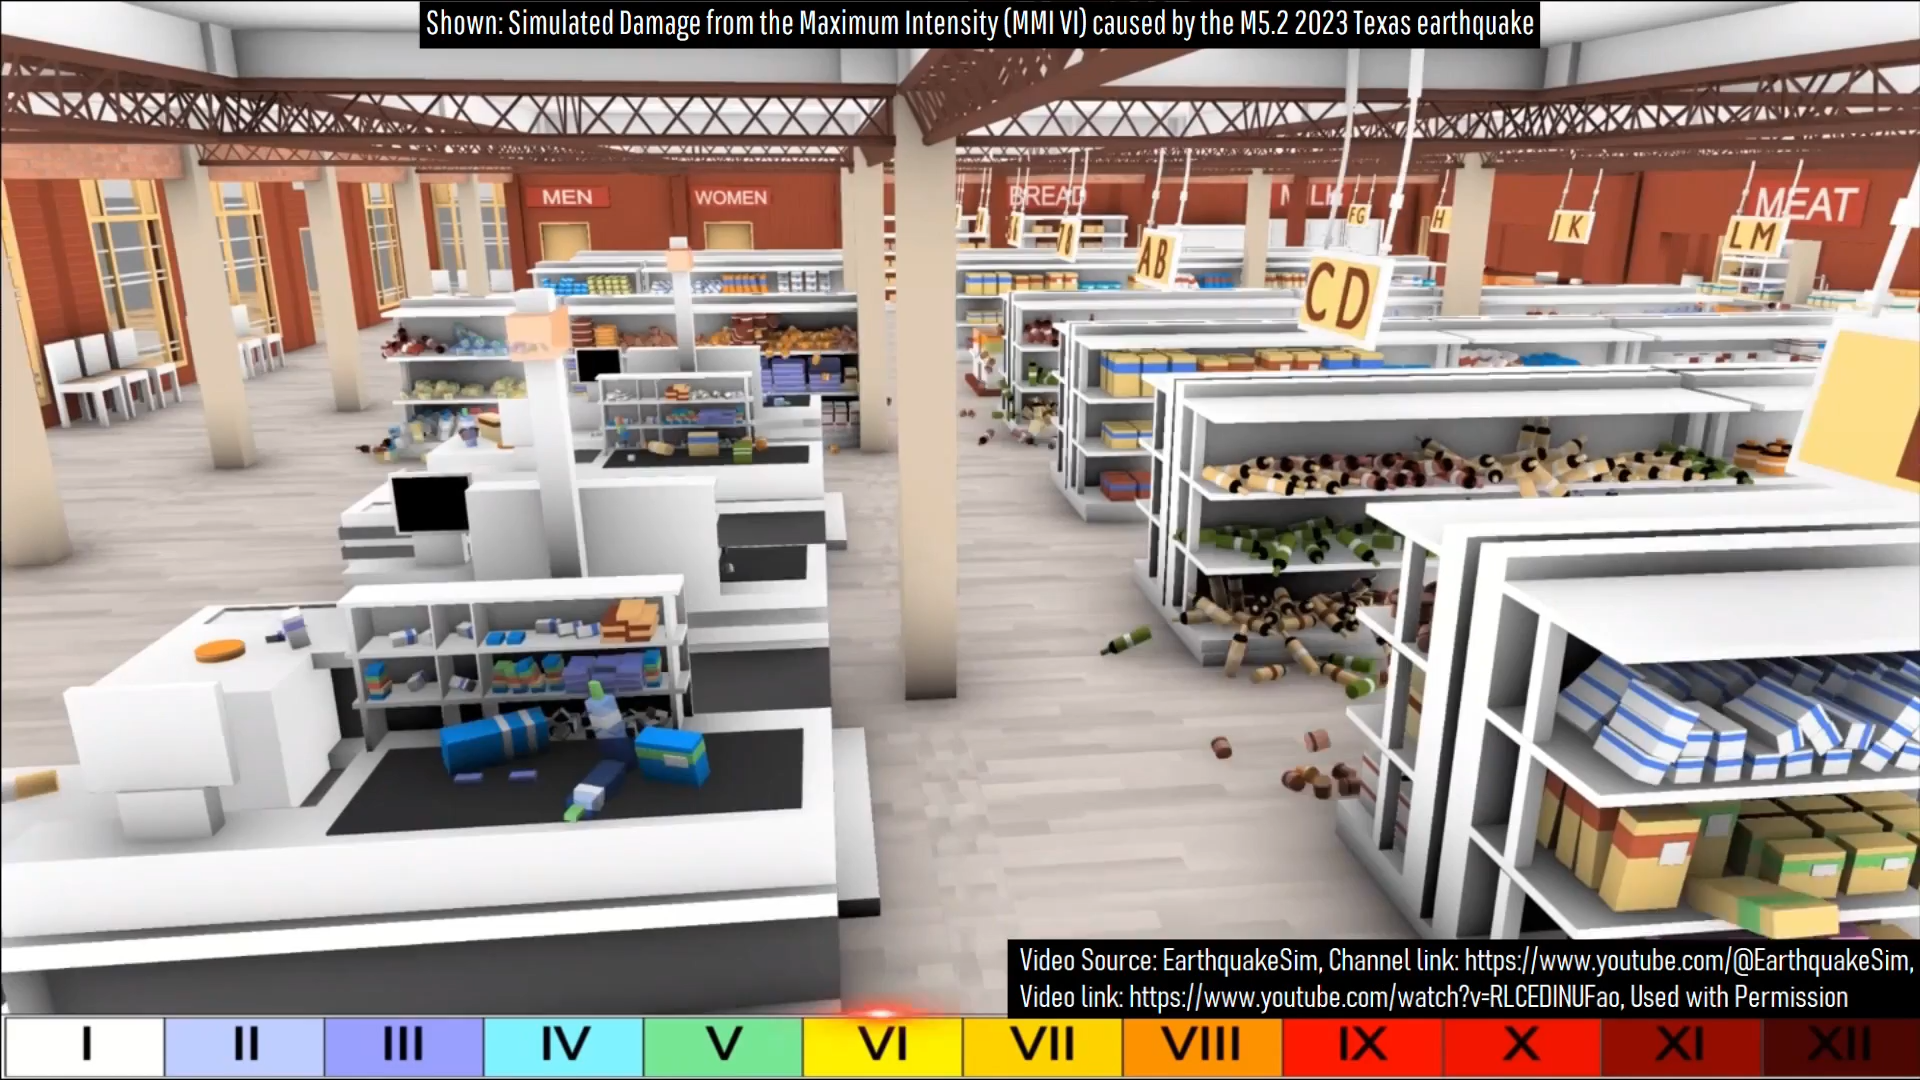 Shown: Simulated Damage from the Maximum Intensity (MMI VI) caused by the M5.2 2023 Texas earthquake
MEN
WOMEN
BREAD
MEAT
FG
H
JK
LM
AB
CD
Video Source: EarthquakeSim, Channel link: https://www.youtube.com/@EarthquakeSim,
Video link: https://www.youtube.com/watch?v=RLCEDINUFao, Used with Permission
I II III IV V VI VII VIII IX X XI XII